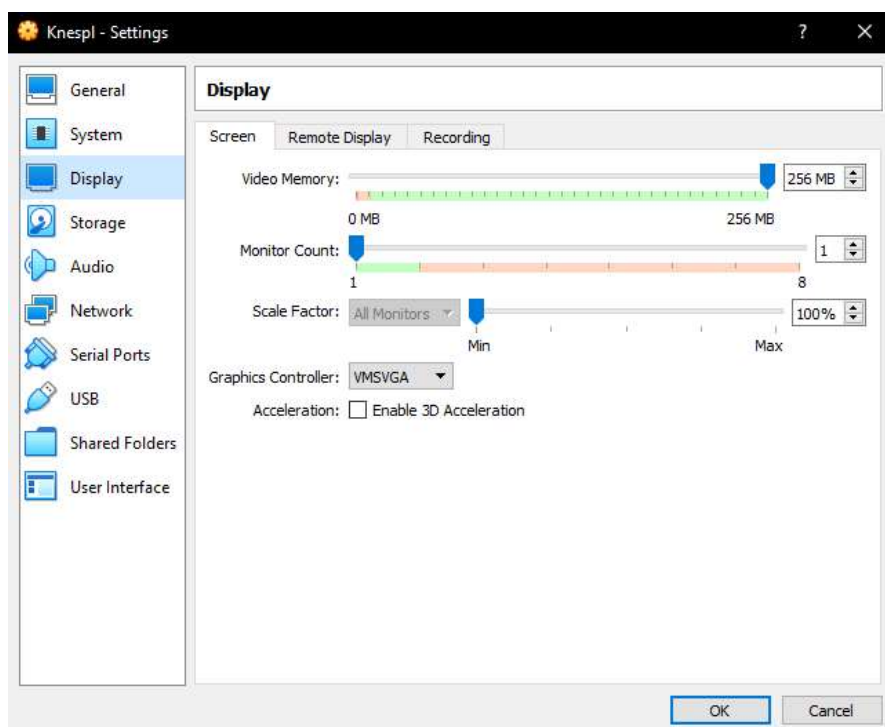 Knespl - Settings
?
General
System
Display
Storage
Audio
Network
Serial Ports
USB
Shared Folders
User Interface
Display
Screen Remote Display Recording
Video Memory: 256 MB
0 MB 256 MB
Monitor Count: 1
1 8
Scale Factor: All Monitors 100%
Min Max
Graphics Controller: VMSVGA
Acceleration: Enable 3D Acceleration
OK Cancel